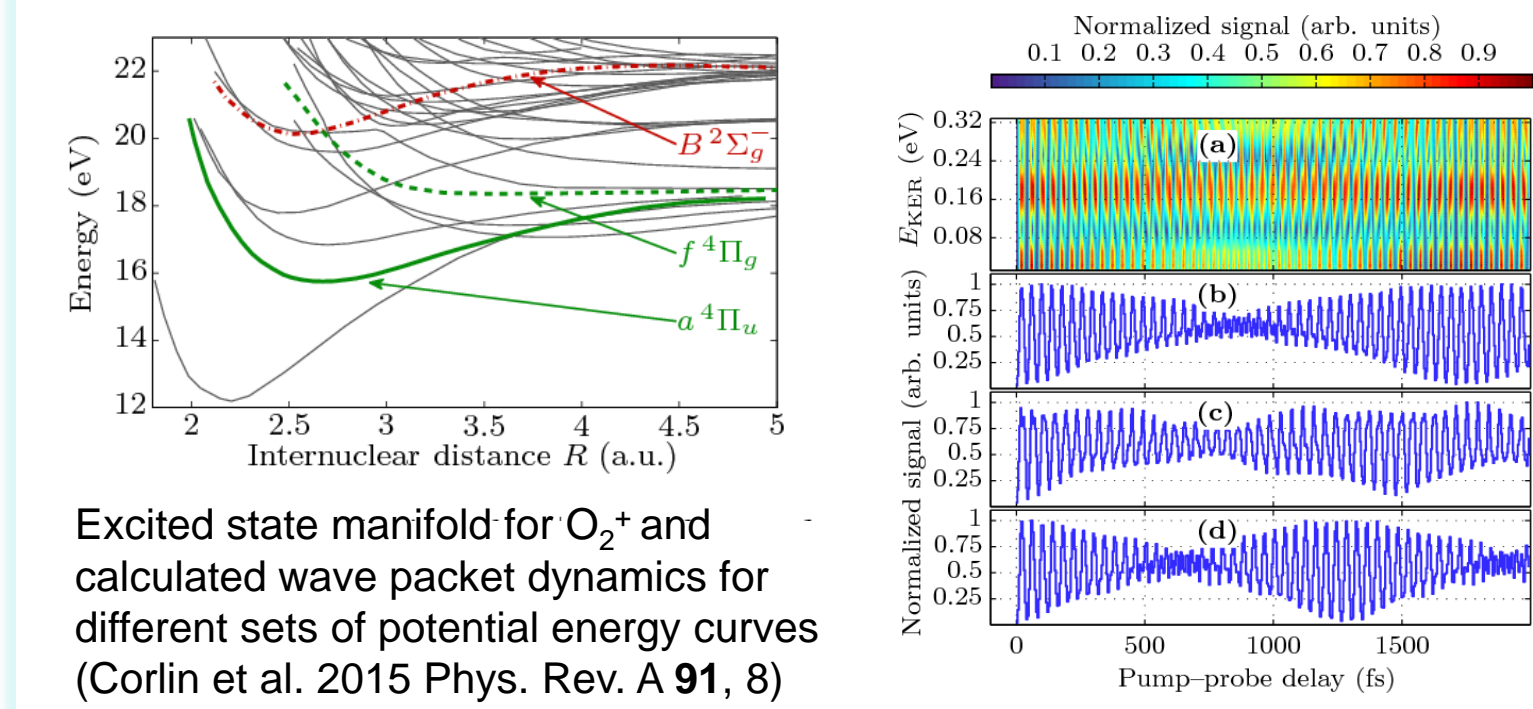 22
20
18
16
14
12
Energy (eV)
2 2.5 3 3.5 4 4.5 5
Internuclear distance R (a.u.)
B ²Σ⁻g
f ⁴Πg
a ⁴Πu
Excited state manifold for O₂⁺ and
calculated wave packet dynamics for
different sets of potential energy curves
(Corlin et al. 2015 Phys. Rev. A 91, 8)
Normalized signal (arb. units)
0.1 0.2 0.3 0.4 0.5 0.6 0.7 0.8 0.9
E_KER (eV)
0.32
0.24
0.16
0.08
(a)
Normalized signal (arb. units)
1
0.75
0.5
0.25
(b)
1
0.75
0.5
0.25
(c)
1
0.75
0.5
0.25
(d)
0 500 1000 1500
Pump–probe delay (fs)